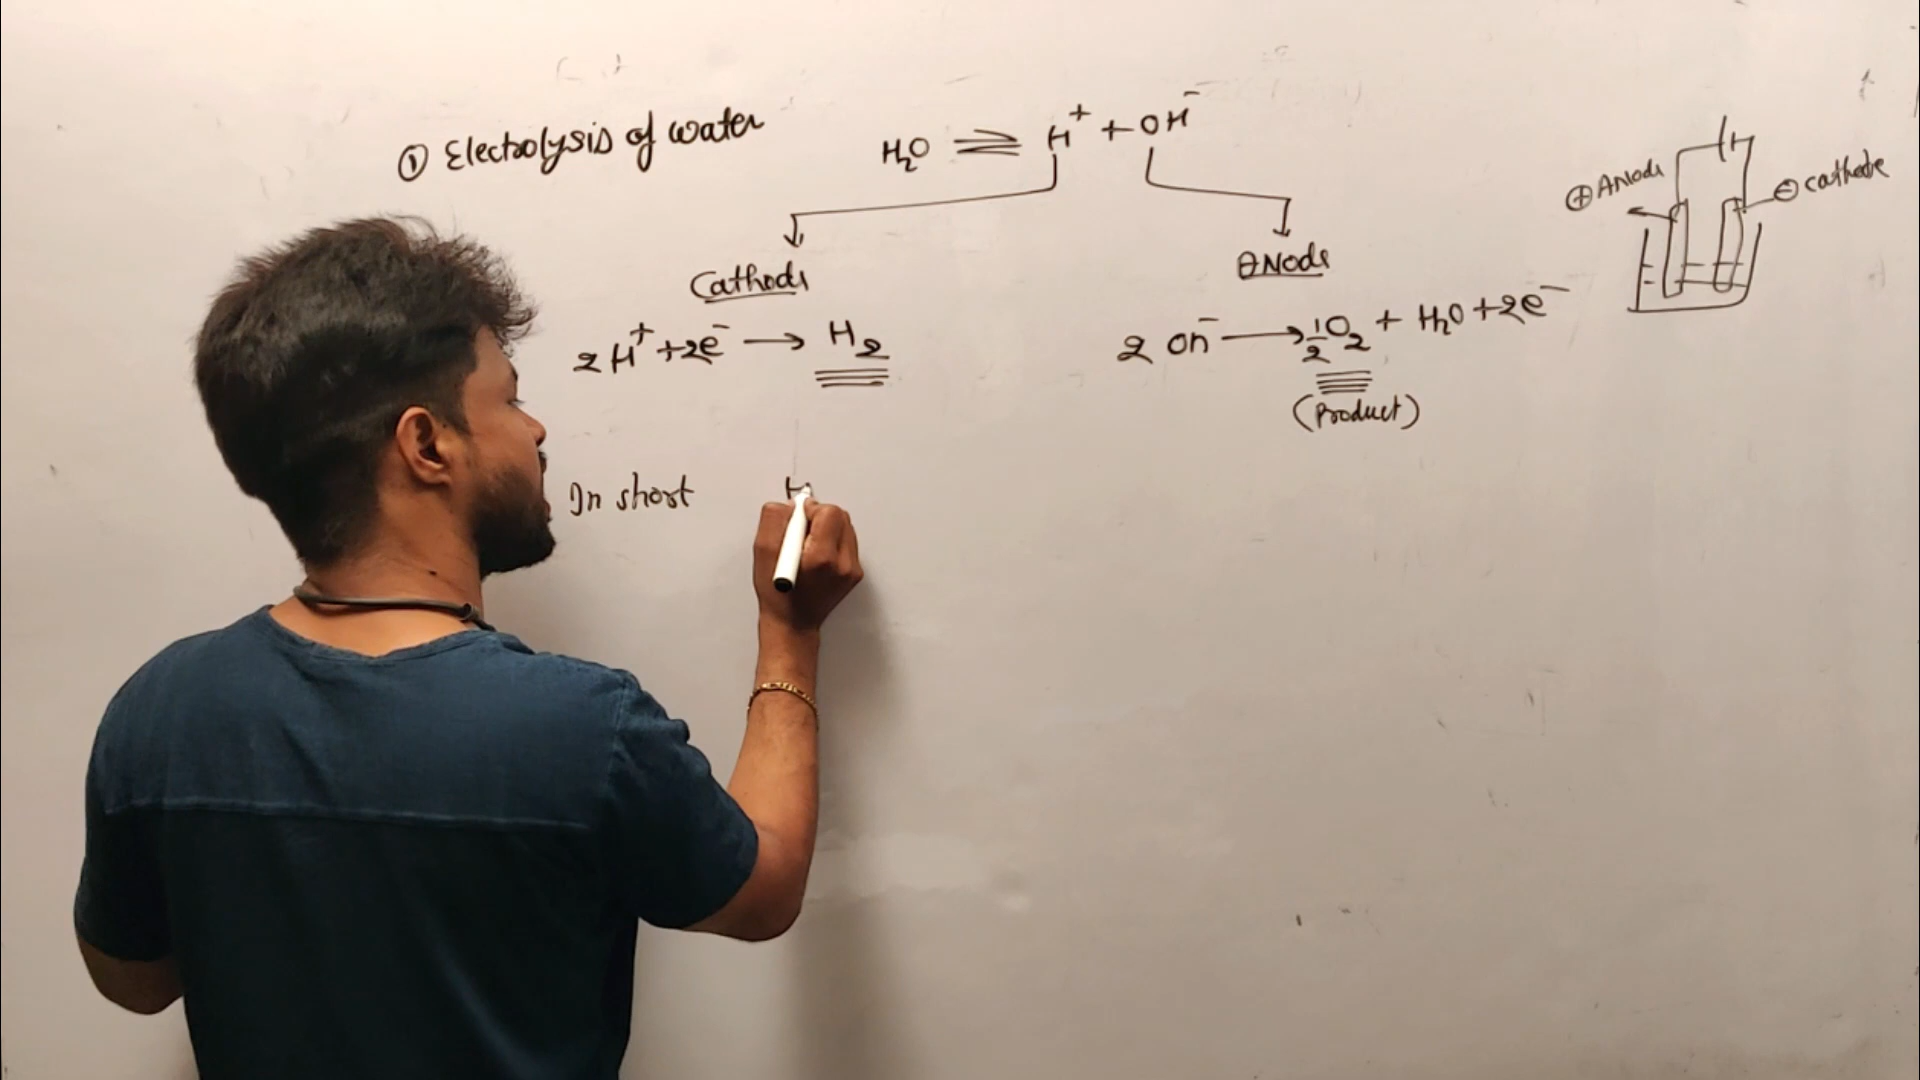 ① Electrolysis of water
H₂O ⇌ H⁺ + OH⁻
⊕ Anode
⊖ cathode
Cathode
Anode
2H⁺ + 2e⁻ → H₂
2 OH⁻ → 1/2 O₂ + H₂O + 2e⁻
(Product)
In short H